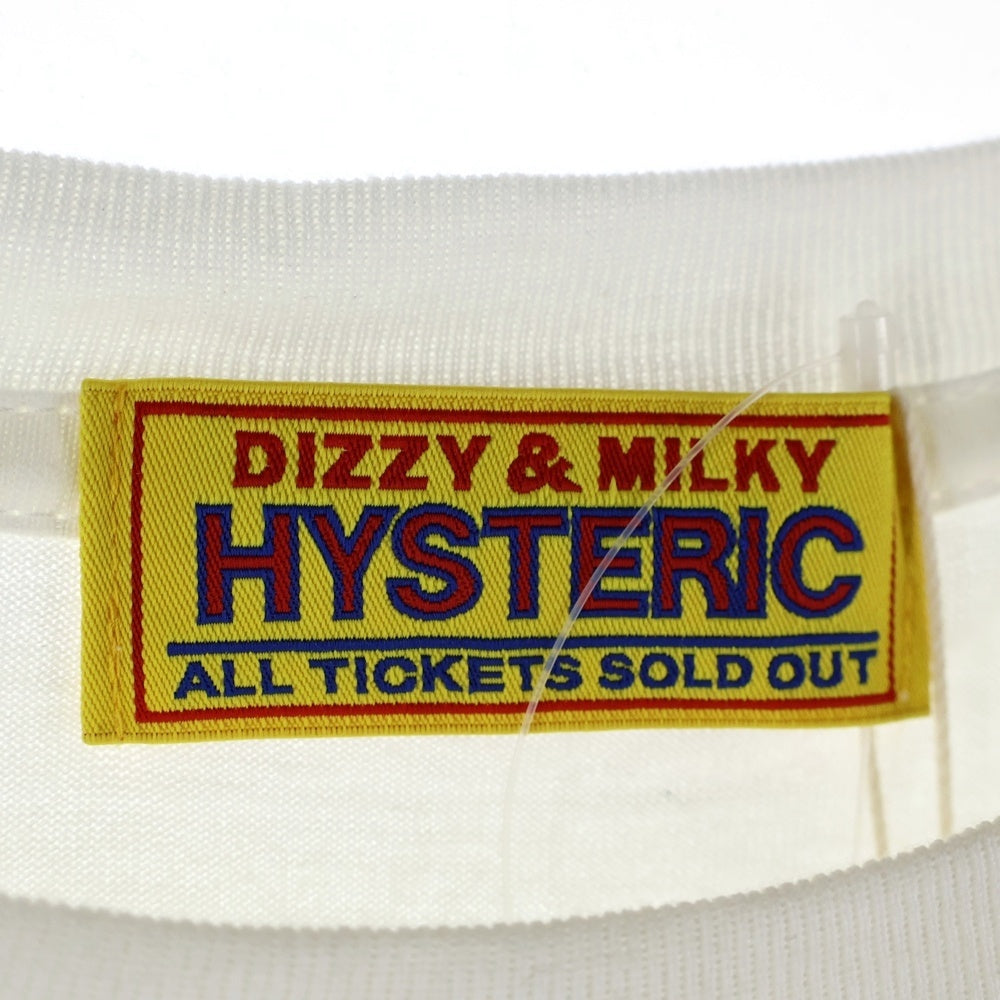 DIZZY & MILKY
HYSTERIC
ALL TICKETS SOLD OUT